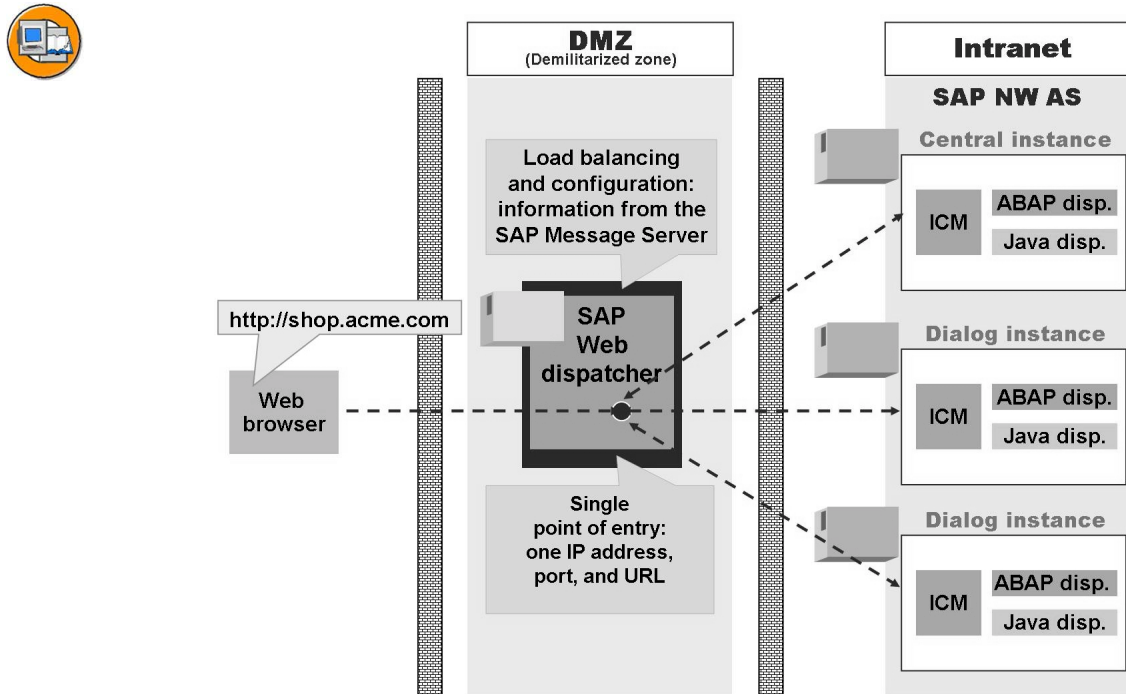 DMZ
(Demilitarized zone)
Intranet
SAP NW AS
Load balancing
and configuration:
information from the
SAP Message Server
Central instance
ICM
ABAP disp.
Java disp.
http://shop.acme.com
SAP
Web
dispatcher
Web
browser
Dialog instance
ICM
ABAP disp.
Java disp.
Single
point of entry:
one IP address,
port, and URL
Dialog instance
ICM
ABAP disp.
Java disp.